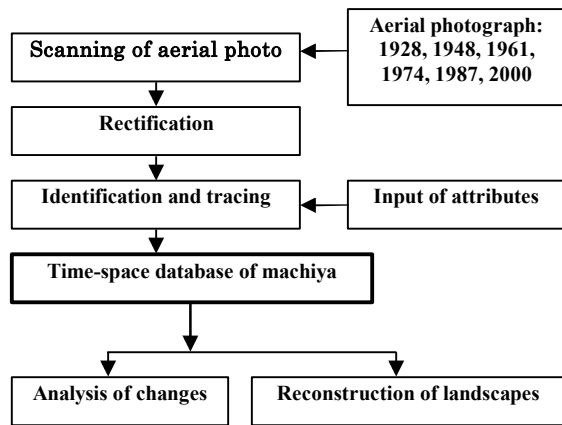 Scanning of aerial photo
Aerial photograph:
1928, 1948, 1961,
1974, 1987, 2000
Rectification
Identification and tracing
Input of attributes
Time-space database of machiya
Analysis of changes
Reconstruction of landscapes